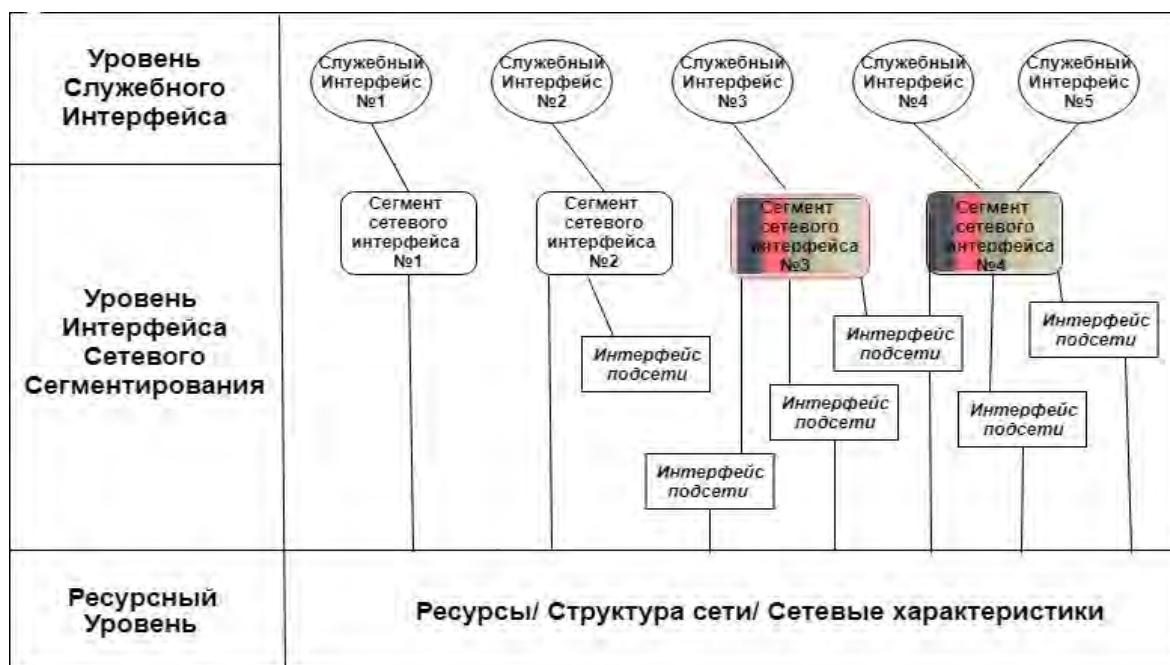 Уровень
Служебного
Интерфейса
Служебный
Интерфейс
№1
Служебный
Интерфейс
№2
Служебный
Интерфейс
№3
Служебный
Интерфейс
№4
Служебный
Интерфейс
№5
Уровень
Интерфейса
Сетевого
Сегментирования
Сегмент
сетевого
интерфейса
№1
Сегмент
сетевого
интерфейса
№2
Сегмент
сетевого
интерфейса
№3
Сегмент
сетевого
интерфейса
№4
Интерфейс
подсети
Интерфейс
подсети
Интерфейс
подсети
Интерфейс
подсети
Интерфейс
подсети
Интерфейс
подсети
Ресурсный
Уровень
Ресурсы/ Структура сети/ Сетевые характеристики